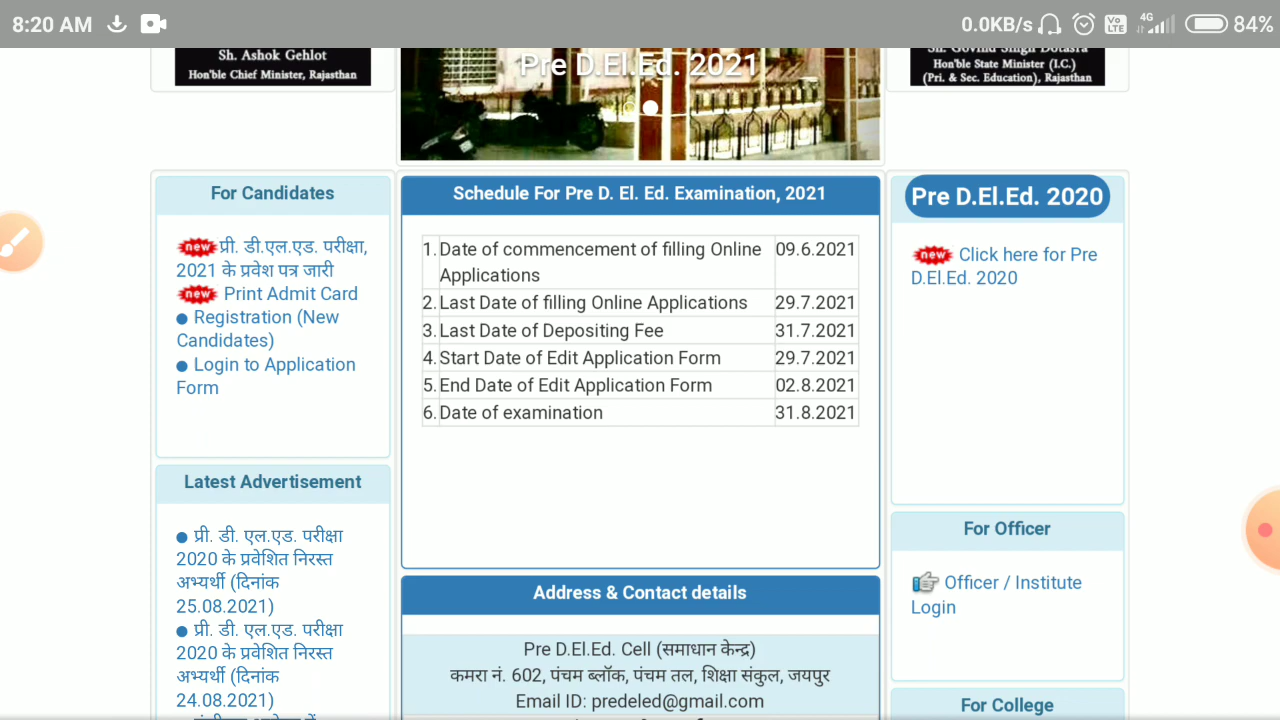 8:20 AM
0.0KB/s
Vo LTE
4G
84%
Sh. Ashok Gehlot
Hon'ble Chief Minister, Rajasthan
Pre D.El.Ed. 2021
Sh. Govind Singh Dotasra
Hon'ble State Minister (I.C.)
(Pri. & Sec. Education), Rajasthan
For Candidates
new प्री. डी.एल.एड. परीक्षा,
2021 के प्रवेश पत्र जारी
new Print Admit Card
● Registration (New
Candidates)
● Login to Application
Form
Latest Advertisement
● प्री. डी. एल.एड. परीक्षा
2020 के प्रवेशित निरस्त
अभ्यर्थी (दिनांक
25.08.2021)
● प्री. डी. एल.एड. परीक्षा
2020 के प्रवेशित निरस्त
अभ्यर्थी (दिनांक
24.08.2021)
Schedule For Pre D. El. Ed. Examination, 2021
1. Date of commencement of filling Online 09.6.2021
Applications
2. Last Date of filling Online Applications 29.7.2021
3. Last Date of Depositing Fee 31.7.2021
4. Start Date of Edit Application Form 29.7.2021
5. End Date of Edit Application Form 02.8.2021
6. Date of examination 31.8.2021
Address & Contact details
Pre D.El.Ed. Cell (समाधान केन्द्र)
कमरा नं. 602, पंचम ब्लॉक, पंचम तल, शिक्षा संकुल, जयपुर
Email ID: predeled@gmail.com
Pre D.El.Ed. 2020
new Click here for Pre
D.El.Ed. 2020
For Officer
Officer / Institute
Login
For College